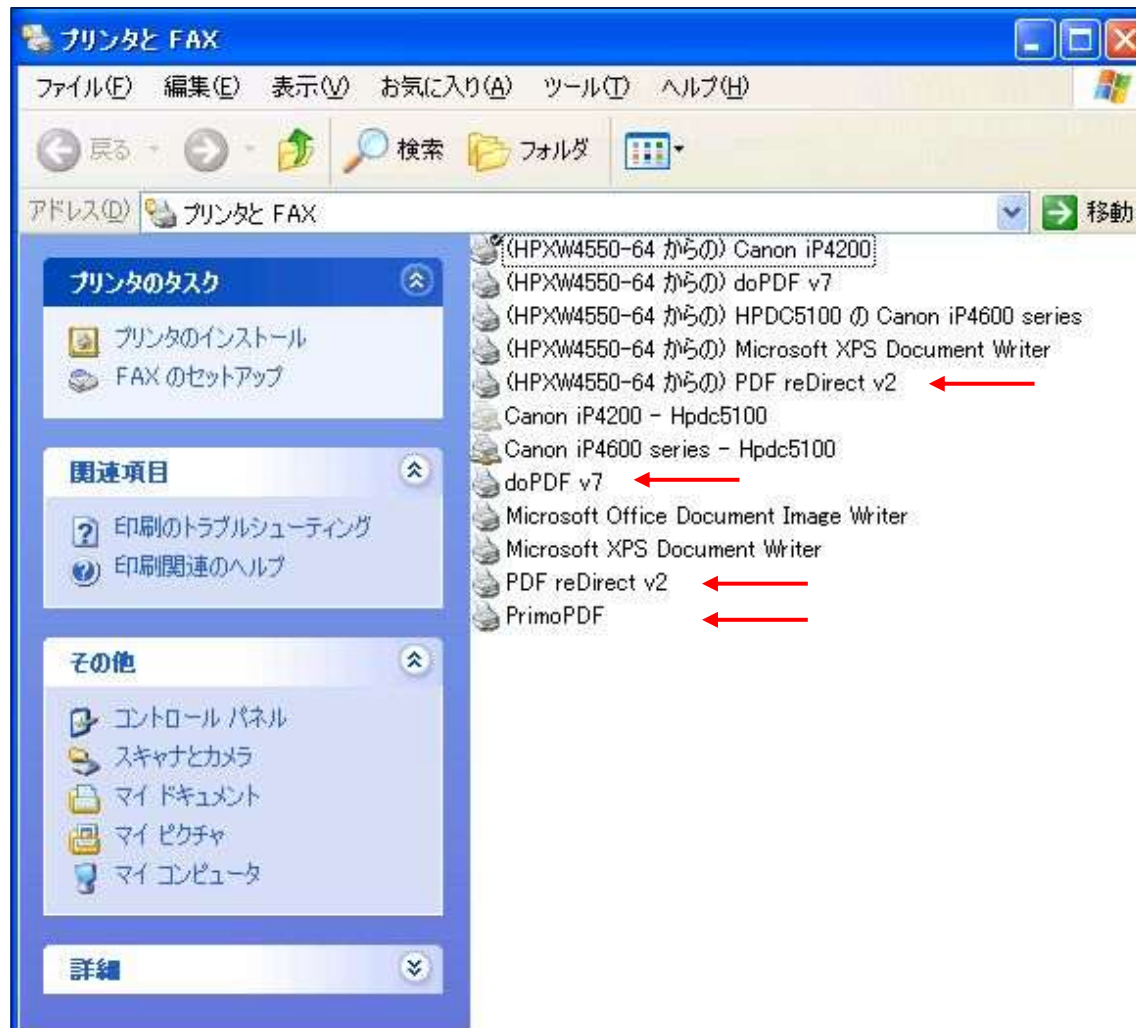 プリンタと FAX
ファイル(F) 編集(E) 表示(V) お気に入り(A) ツール(T) ヘルプ(H)
戻る 検索 フォルダ
アドレス(D) プリンタと FAX 移動
プリンタのタスク
プリンタのインストール
FAX のセットアップ
関連項目
印刷のトラブルシューティング
印刷関連のヘルプ
その他
コントロール パネル
スキャナとカメラ
マイ ドキュメント
マイ ピクチャ
マイ コンピュータ
詳細
(HPXW4550-64 からの) Canon iP4200
(HPXW4550-64 からの) doPDF v7
(HPXW4550-64 からの) HPDC5100 の Canon iP4600 series
(HPXW4550-64 からの) Microsoft XPS Document Writer
(HPXW4550-64 からの) PDF reDirect v2
Canon iP4200 - Hpdc5100
Canon iP4600 series - Hpdc5100
doPDF v7
Microsoft Office Document Image Writer
Microsoft XPS Document Writer
PDF reDirect v2
PrimoPDF